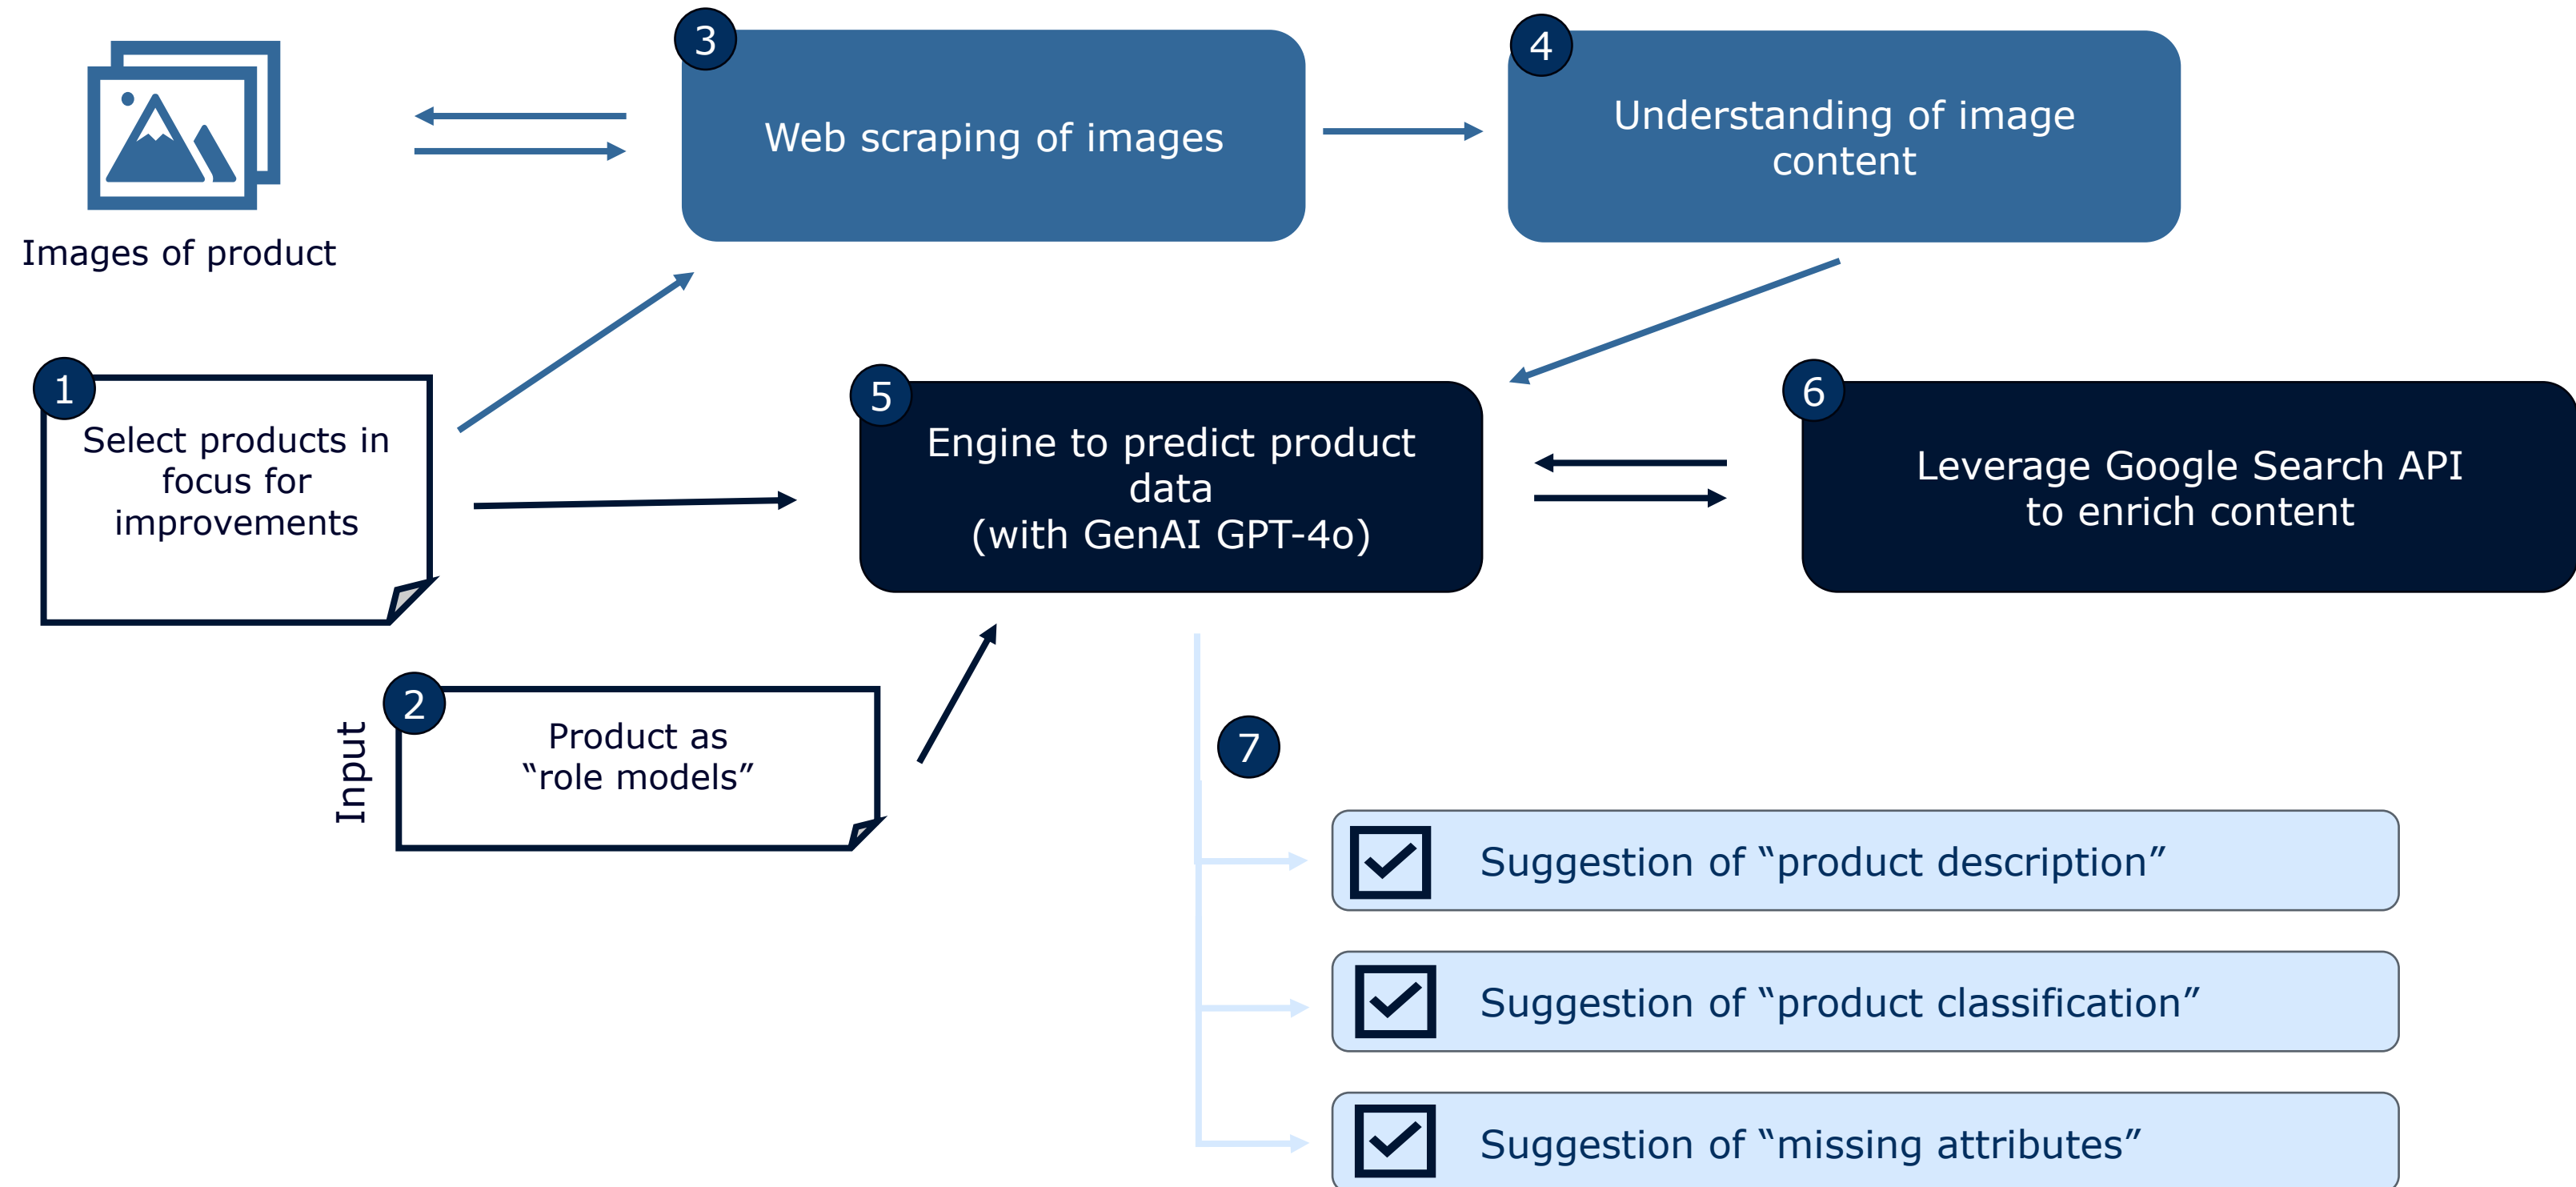 3
Web scraping of images
4
Understanding of image
content
Images of product
1
Select products in
focus for
improvements
5
Engine to predict product
data
(with GenAI GPT-4o)
6
Leverage Google Search API
to enrich content
Input
2
Product as
“role models”
7
Suggestion of “product description”
Suggestion of “product classification”
Suggestion of “missing attributes”